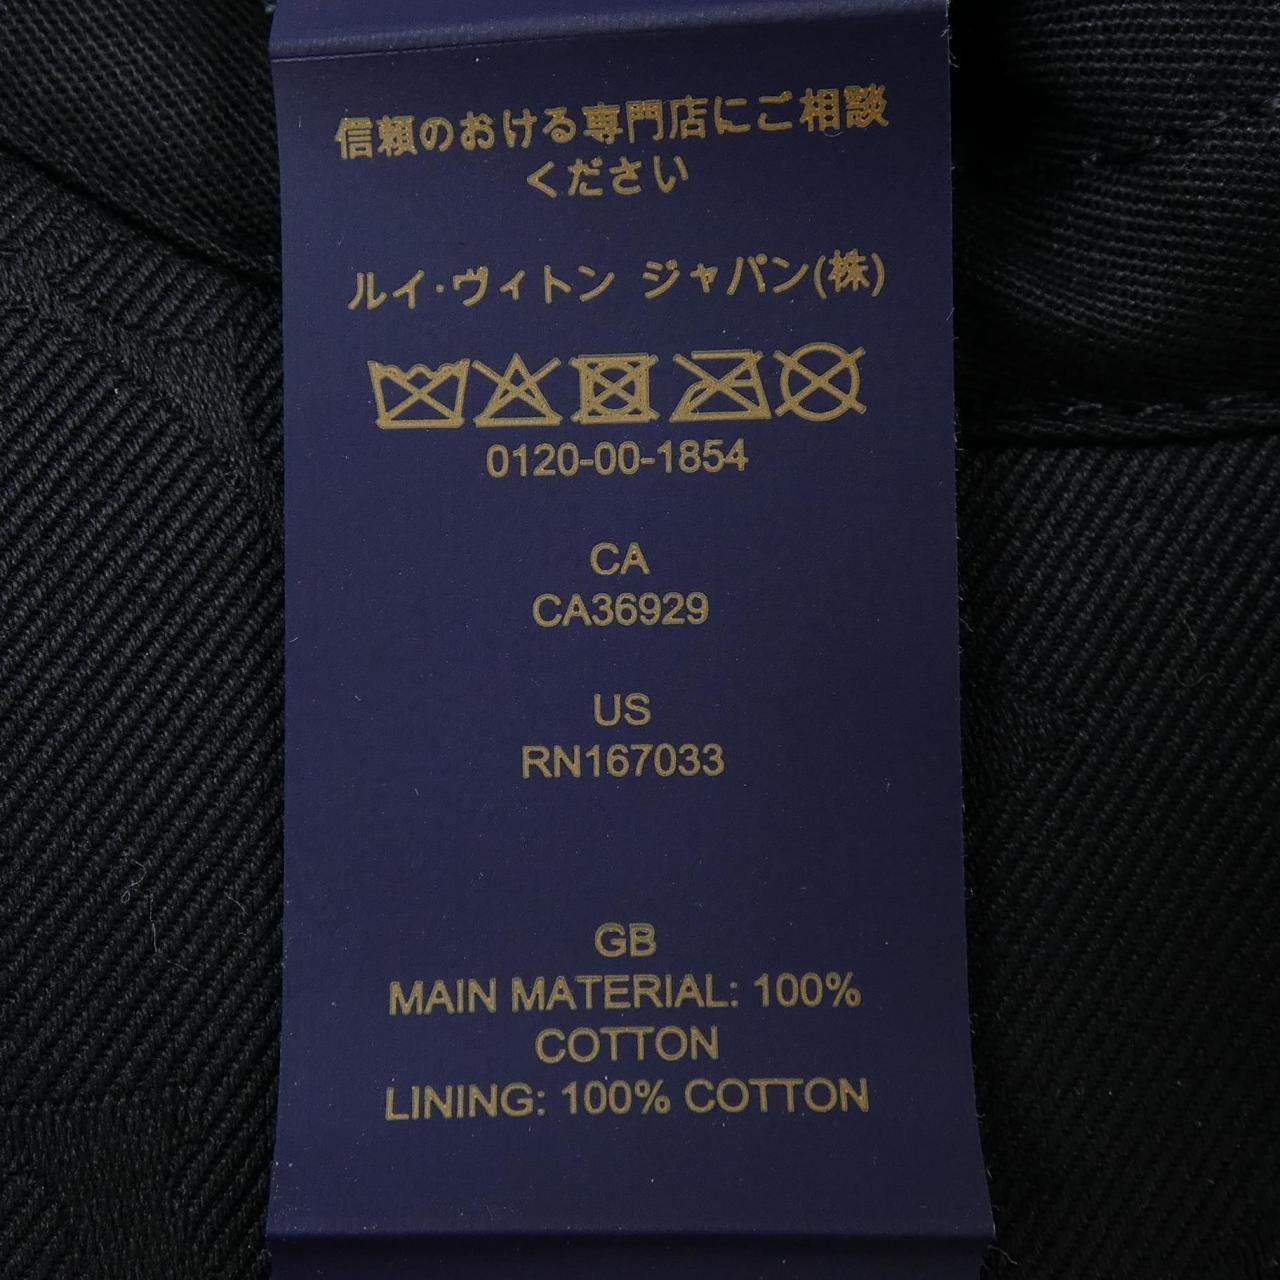 信頼のおける専門店にご相談
ください
ルイ・ヴィトン ジャパン(株)
0120-00-1854
CA
CA36929
US
RN167033
GB
MAIN MATERIAL: 100%
COTTON
LINING: 100% COTTON